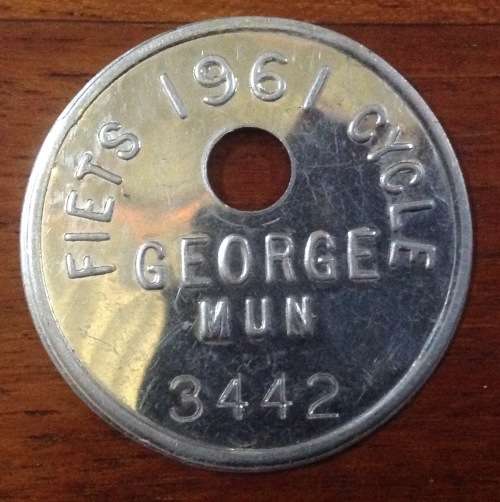 FIETS 1961 CYCLE
GEORGE
MUN
3442